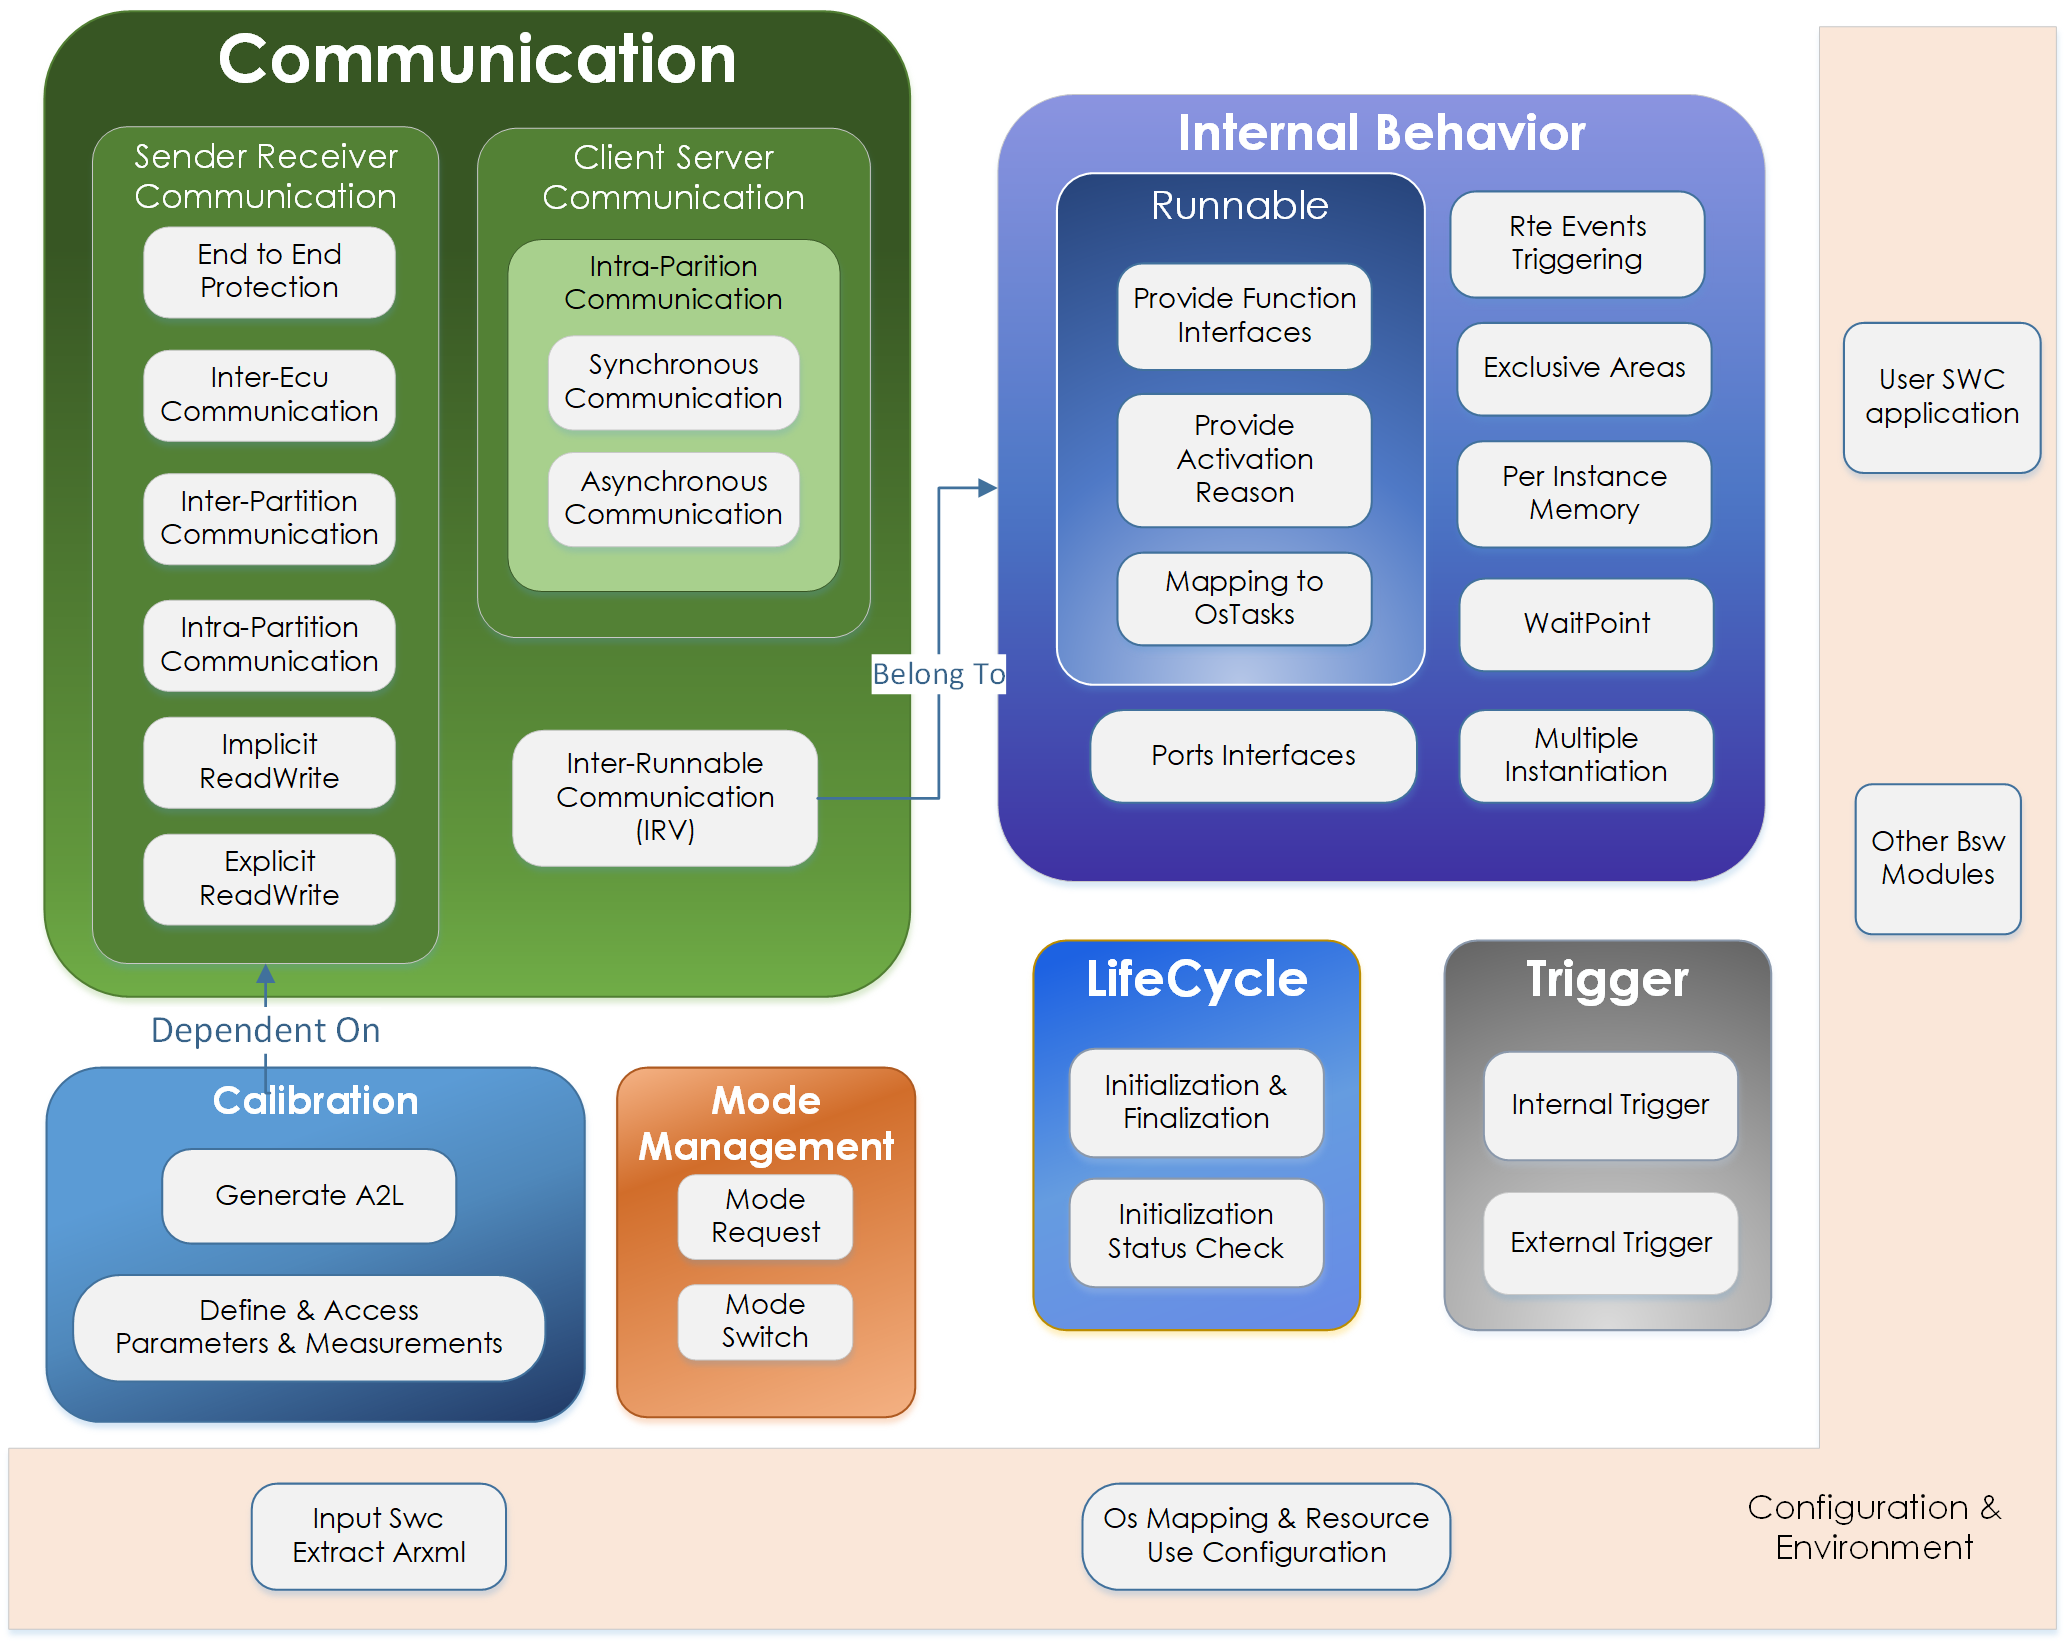 Communication
Sender Receiver
Communication
End to End
Protection
Inter-Ecu
Communication
Inter-Partition
Communication
Intra-Partition
Communication
Implicit
ReadWrite
Explicit
ReadWrite
Client Server
Communication
Intra-Parition
Communication
Synchronous
Communication
Asynchronous
Communication
Inter-Runnable
Communication
(IRV)
Belong To
Internal Behavior
Runnable
Provide Function
Interfaces
Provide
Activation
Reason
Mapping to
OsTasks
Ports Interfaces
Rte Events
Triggering
Exclusive Areas
Per Instance
Memory
WaitPoint
Multiple
Instantiation
User SWC
application
Other Bsw
Modules
Dependent On
Calibration
Generate A2L
Define & Access
Parameters & Measurements
Mode
Management
Mode
Request
Mode
Switch
LifeCycle
Initialization &
Finalization
Initialization
Status Check
Trigger
Internal Trigger
External Trigger
Input Swc
Extract Arxml
Os Mapping & Resource
Use Configuration
Configuration &
Environment